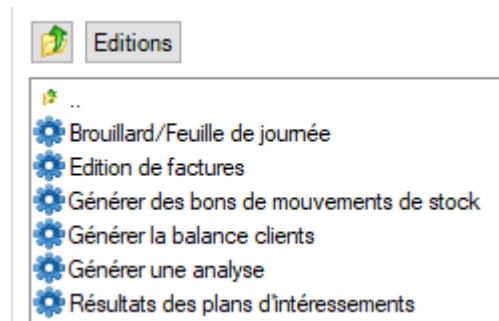 Editions
..
Brouillard/Feuille de journée
Edition de factures
Générer des bons de mouvements de stock
Générer la balance clients
Générer une analyse
Résultats des plans d'intéressements